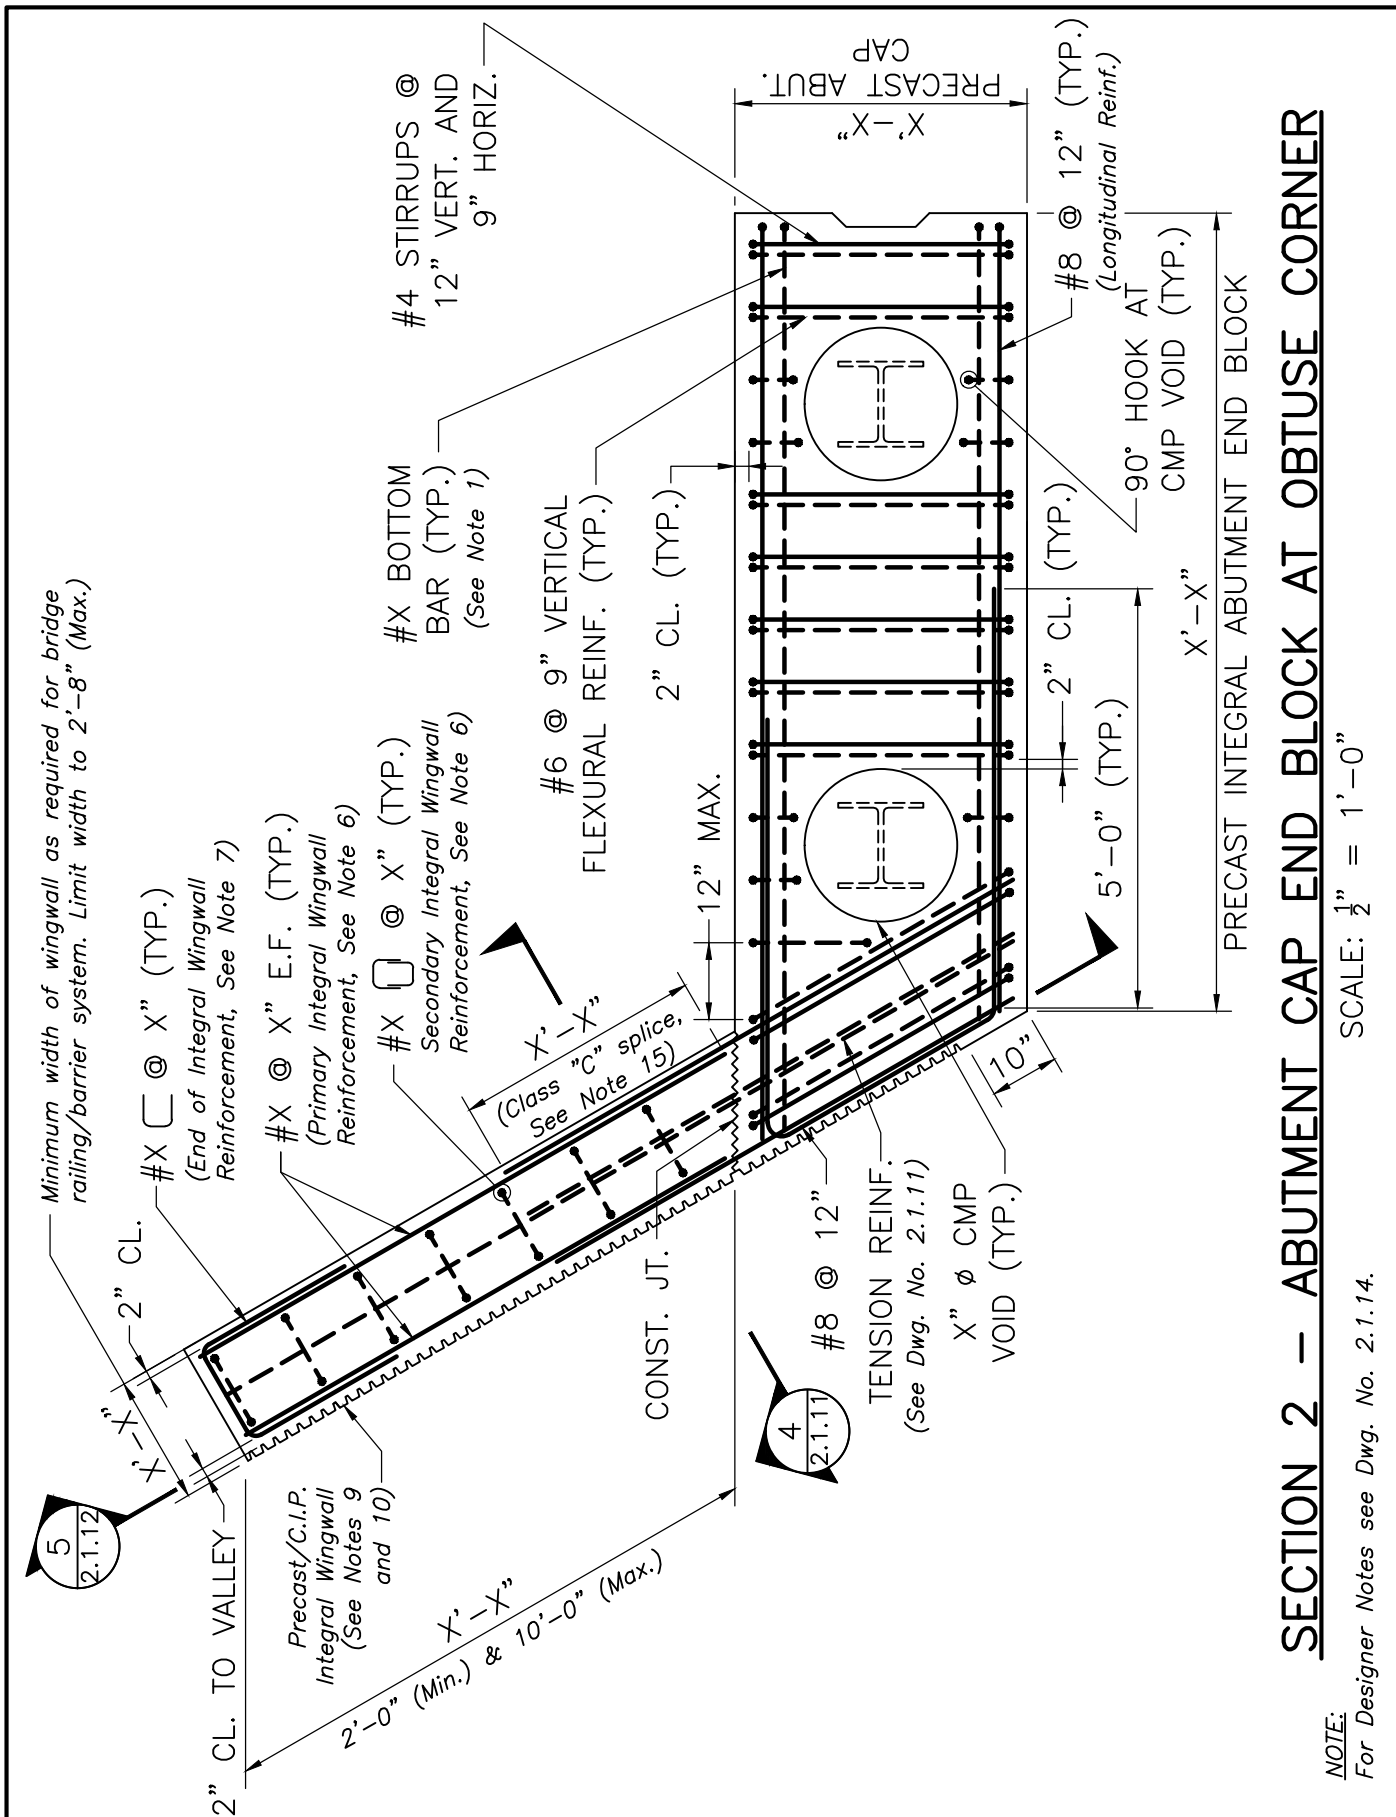 Minimum width of wingwall as required for bridge
railing/barrier system. Limit width to 2'-8" (Max.)
2" CL.
#X @ X" (TYP.)
(End of Integral Wingwall
Reinforcement, See Note 7)
#X @ X" E.F. (TYP.)
(Primary Integral Wingwall
Reinforcement, See Note 6)
#X @ X" (TYP.)
Secondary Integral Wingwall
Reinforcement, See Note 6)
#X BOTTOM
BAR (TYP.)
(See Note 1)
#4 STIRRUPS @
12" VERT. AND
9" HORIZ.
#6 @ 9" VERTICAL
FLEXURAL REINF. (TYP.)
2" CL. (TYP.)
12" MAX.
X'-X"
(Class "C" splice,
See Note 15)
X'-X"
PRECAST ABUT.
CAP
#8 @ 12" (TYP.)
(Longitudinal Reinf.)
90° HOOK AT
CMP VOID (TYP.)
2" CL. (TYP.)
5'-0" (TYP.)
X'-X"
PRECAST INTEGRAL ABUTMENT END BLOCK
10"
5
2.1.12
X'-X"
2" CL. TO VALLEY
Precast/C.I.P.
Integral Wingwall
(See Notes 9
and 10)
X'-X"
2'-0" (Min.) & 10'-0" (Max.)
CONST. JT.
4
2.1.11
#8 @ 12"
TENSION REINF.
(See Dwg. No. 2.1.11)
X" ø CMP
VOID (TYP.)
SECTION 2 - ABUTMENT CAP END BLOCK AT OBTUSE CORNER
SCALE: ½" = 1'-0"
NOTE:
For Designer Notes see Dwg. No. 2.1.14.